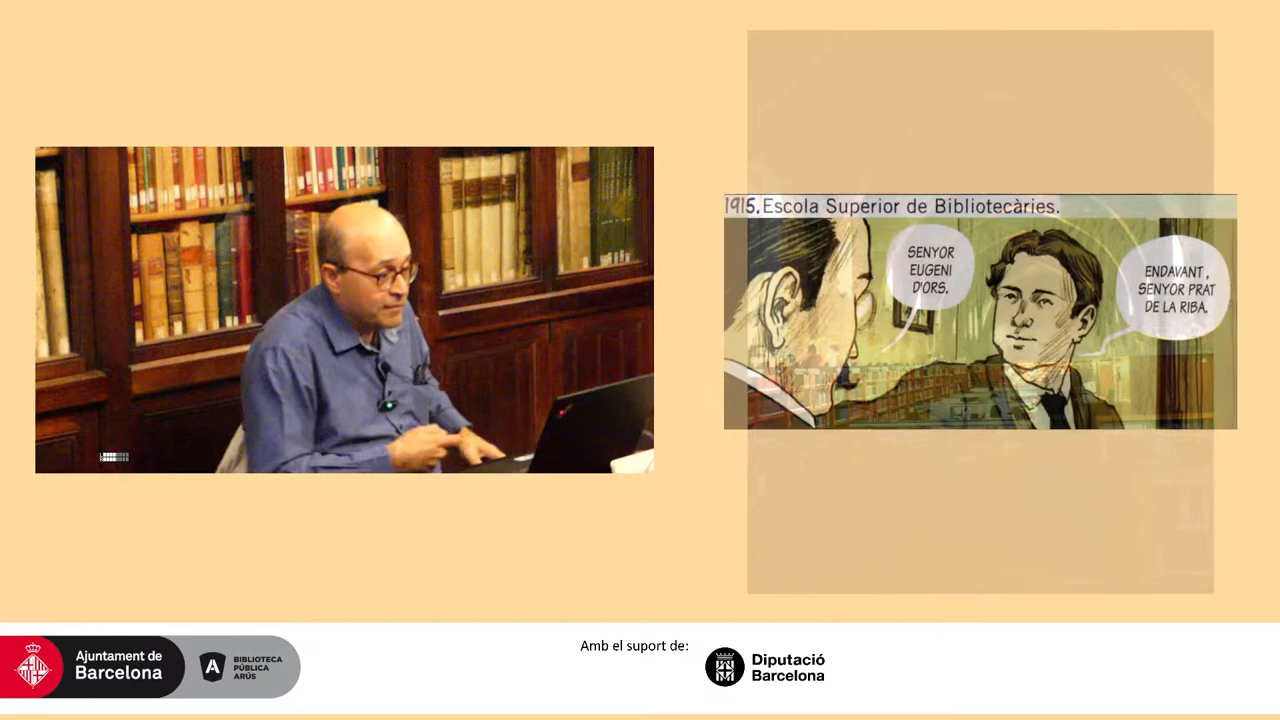 1915. Escola Superior de Bibliotecàries.
SENYOR
EUGENI
D'ORS.
ENDAVANT,
SENYOR PRAT
DE LA RIBA.
Amb el suport de:
Ajuntament de
Barcelona
A
BIBLIOTECA
PÚBLICA
ARÚS
Diputació
Barcelona